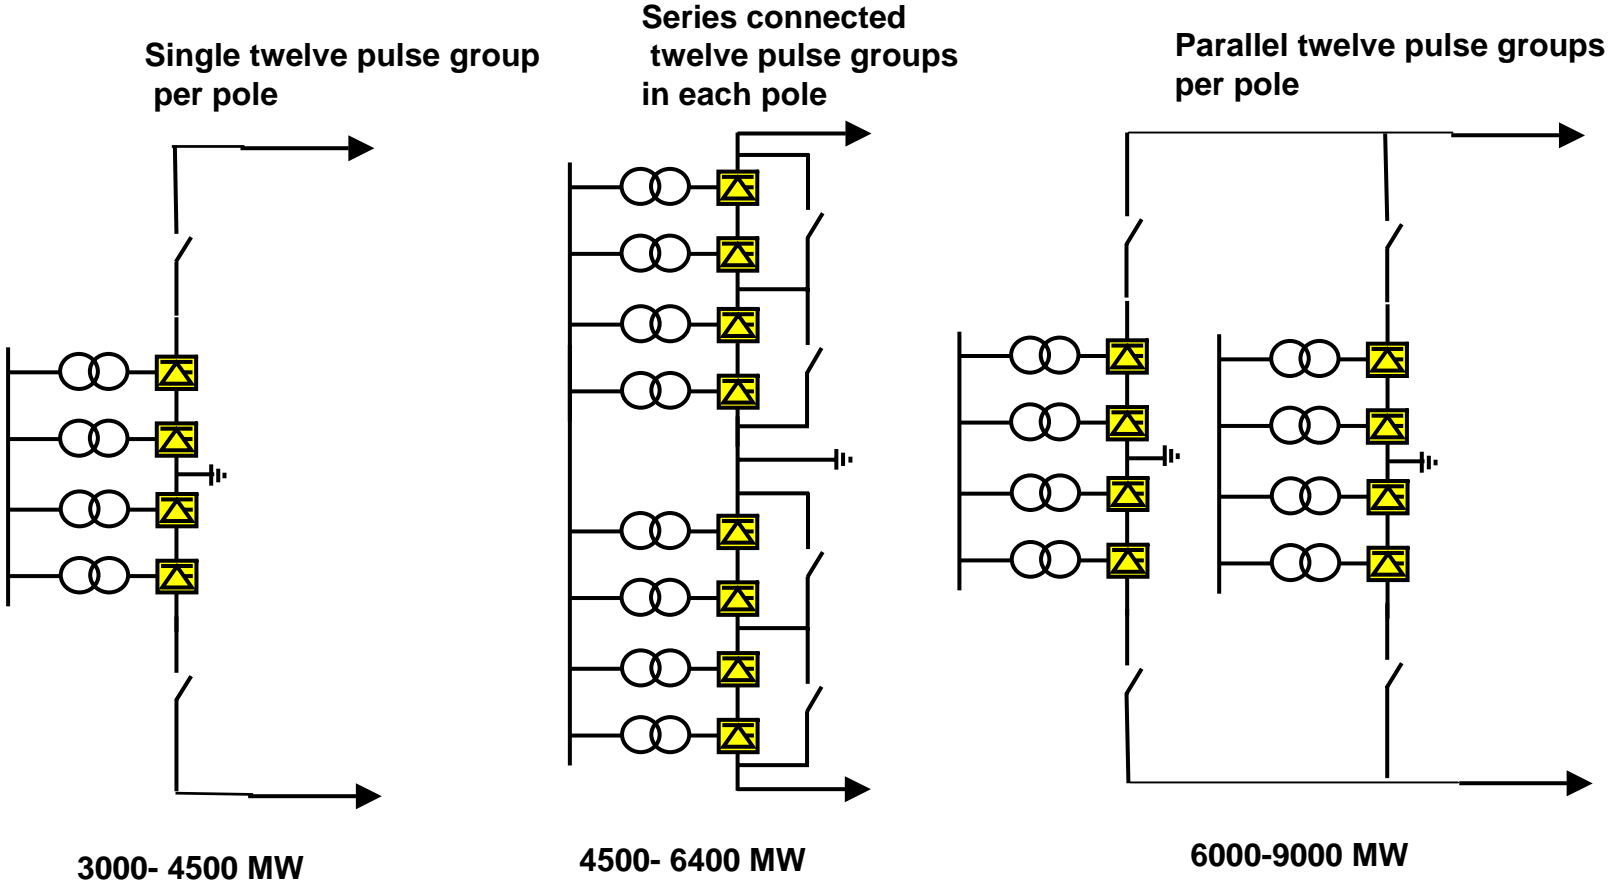 Single twelve pulse group
per pole
Series connected
twelve pulse groups
in each pole
Parallel twelve pulse groups
per pole
3000- 4500 MW
4500- 6400 MW
6000-9000 MW